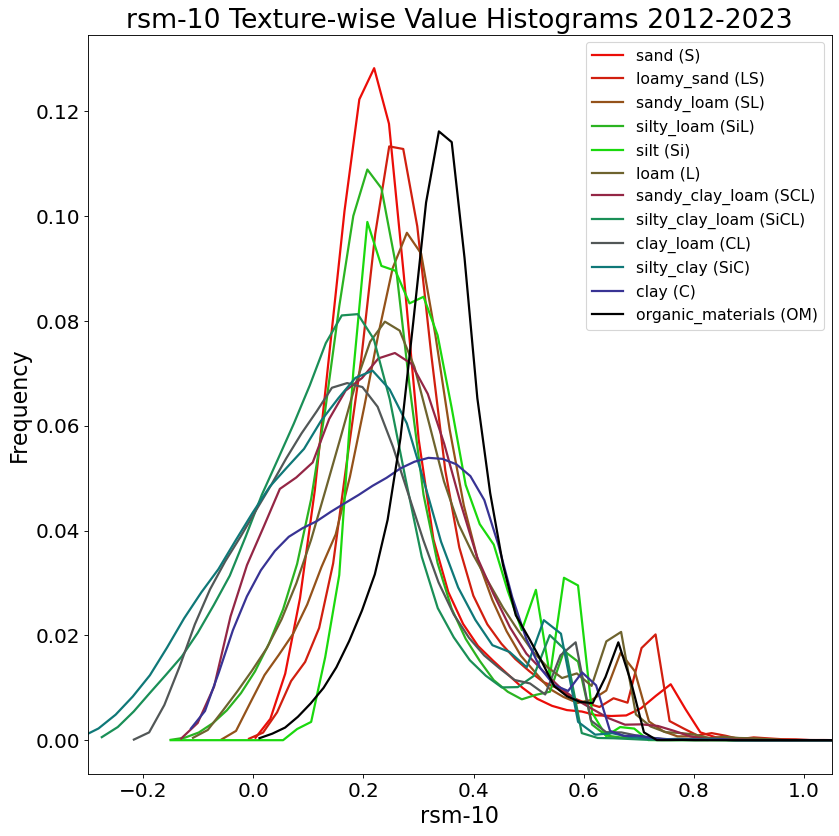 rsm-10 Texture-wise Value Histograms 2012-2023
sand (S)
loamy_sand (LS)
sandy_loam (SL)
silty_loam (SiL)
silt (Si)
loam (L)
sandy_clay_loam (SCL)
silty_clay_loam (SiCL)
clay_loam (CL)
silty_clay (SiC)
clay (C)
organic_materials (OM)
Frequency
0.12
0.10
0.08
0.06
0.04
0.02
0.00
−0.2 0.0 0.2 0.4 0.6 0.8 1.0
rsm-10